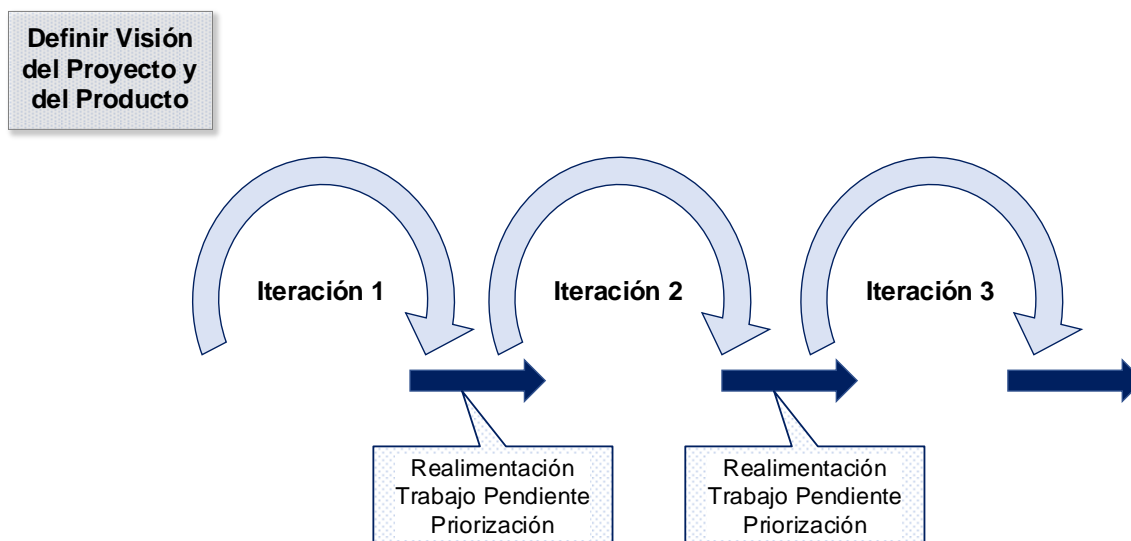 Definir Visión
del Proyecto y
del Producto
Iteración 1
Iteración 2
Iteración 3
Realimentación
Trabajo Pendiente
Priorización
Realimentación
Trabajo Pendiente
Priorización